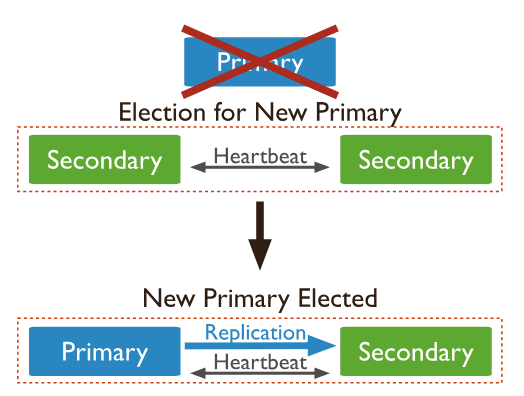 Primary
Election for New Primary
Secondary
Heartbeat
Secondary
New Primary Elected
Primary
Replication
Heartbeat
Secondary